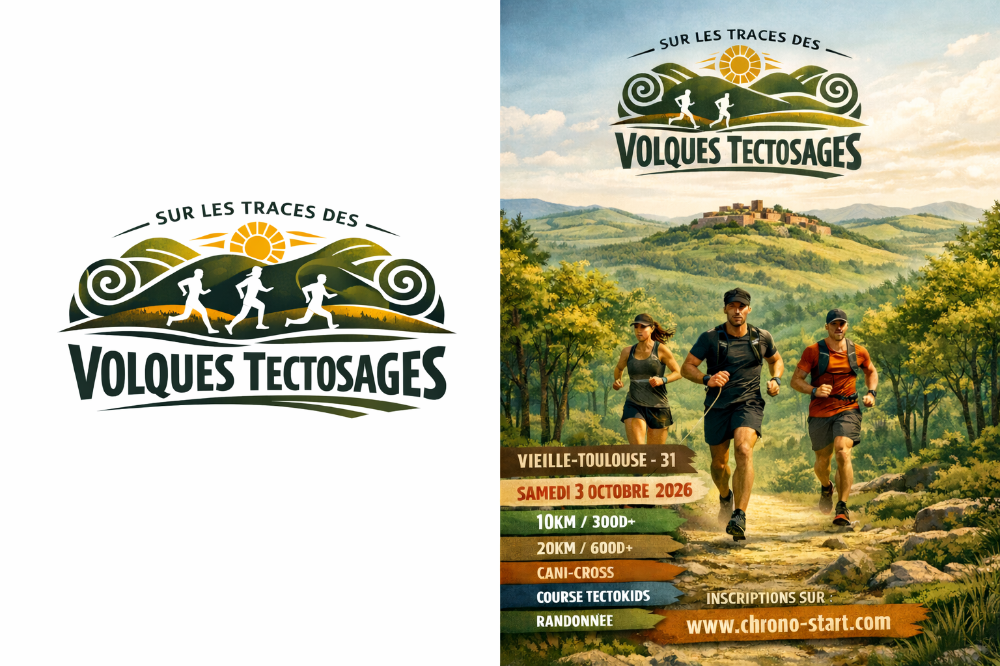 SUR LES TRACES DES
VOLQUES TECTOSAGES
SUR LES TRACES DES
VOLQUES TECTOSAGES
VIEILLE-TOULOUSE - 31
SAMEDI 3 OCTOBRE 2026
10KM / 300D+
20KM / 600D+
CANI-CROSS
COURSE TECTOKIDS
RANDONNÉE
INSCRIPTIONS SUR :
www.chrono-start.com